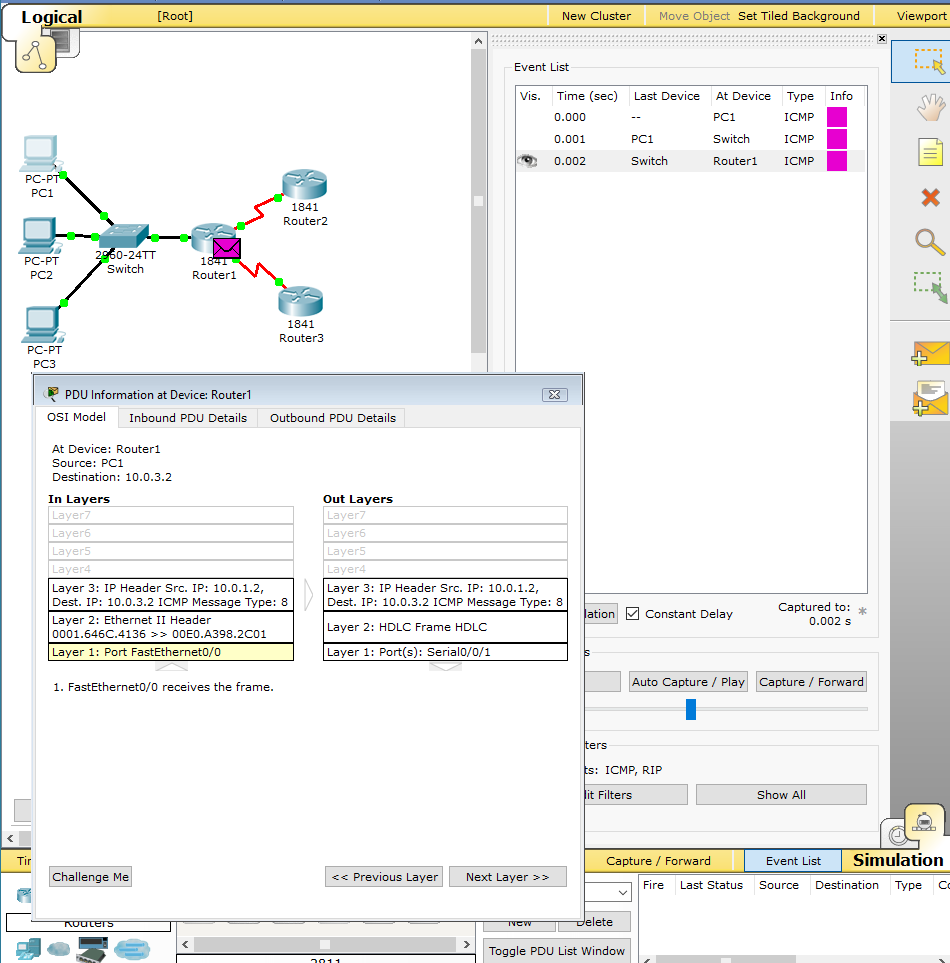 Logical
[Root]
New Cluster
Move Object
Set Tiled Background
Viewport
PC-PT
PC1
PC-PT
PC2
PC-PT
PC3
2960-24TT
Switch
1841
Router1
1841
Router2
1841
Router3
Event List
Vis. Time (sec) Last Device At Device Type Info
0.000 -- PC1 ICMP
0.001 PC1 Switch ICMP
0.002 Switch Router1 ICMP
Constant Delay
Captured to:
0.002 s
*
Auto Capture / Play
Capture / Forward
ICMP, RIP
Show All
PDU Information at Device: Router1
OSI Model
Inbound PDU Details
Outbound PDU Details
At Device: Router1
Source: PC1
Destination: 10.0.3.2
In Layers
Layer7
Layer6
Layer5
Layer4
Layer 3: IP Header Src. IP: 10.0.1.2,
Dest. IP: 10.0.3.2 ICMP Message Type: 8
Layer 2: Ethernet II Header
0001.646C.4136 >> 00E0.A398.2C01
Layer 1: Port FastEthernet0/0
Out Layers
Layer7
Layer6
Layer5
Layer4
Layer 3: IP Header Src. IP: 10.0.1.2,
Dest. IP: 10.0.3.2 ICMP Message Type: 8
Layer 2: HDLC Frame HDLC
Layer 1: Port(s): Serial0/0/1
1. FastEthernet0/0 receives the frame.
Challenge Me
<< Previous Layer
Next Layer >>
Capture / Forward
Event List
Simulation
Fire Last Status Source Destination Type
Routers
New
Delete
Toggle PDU List Window
2811